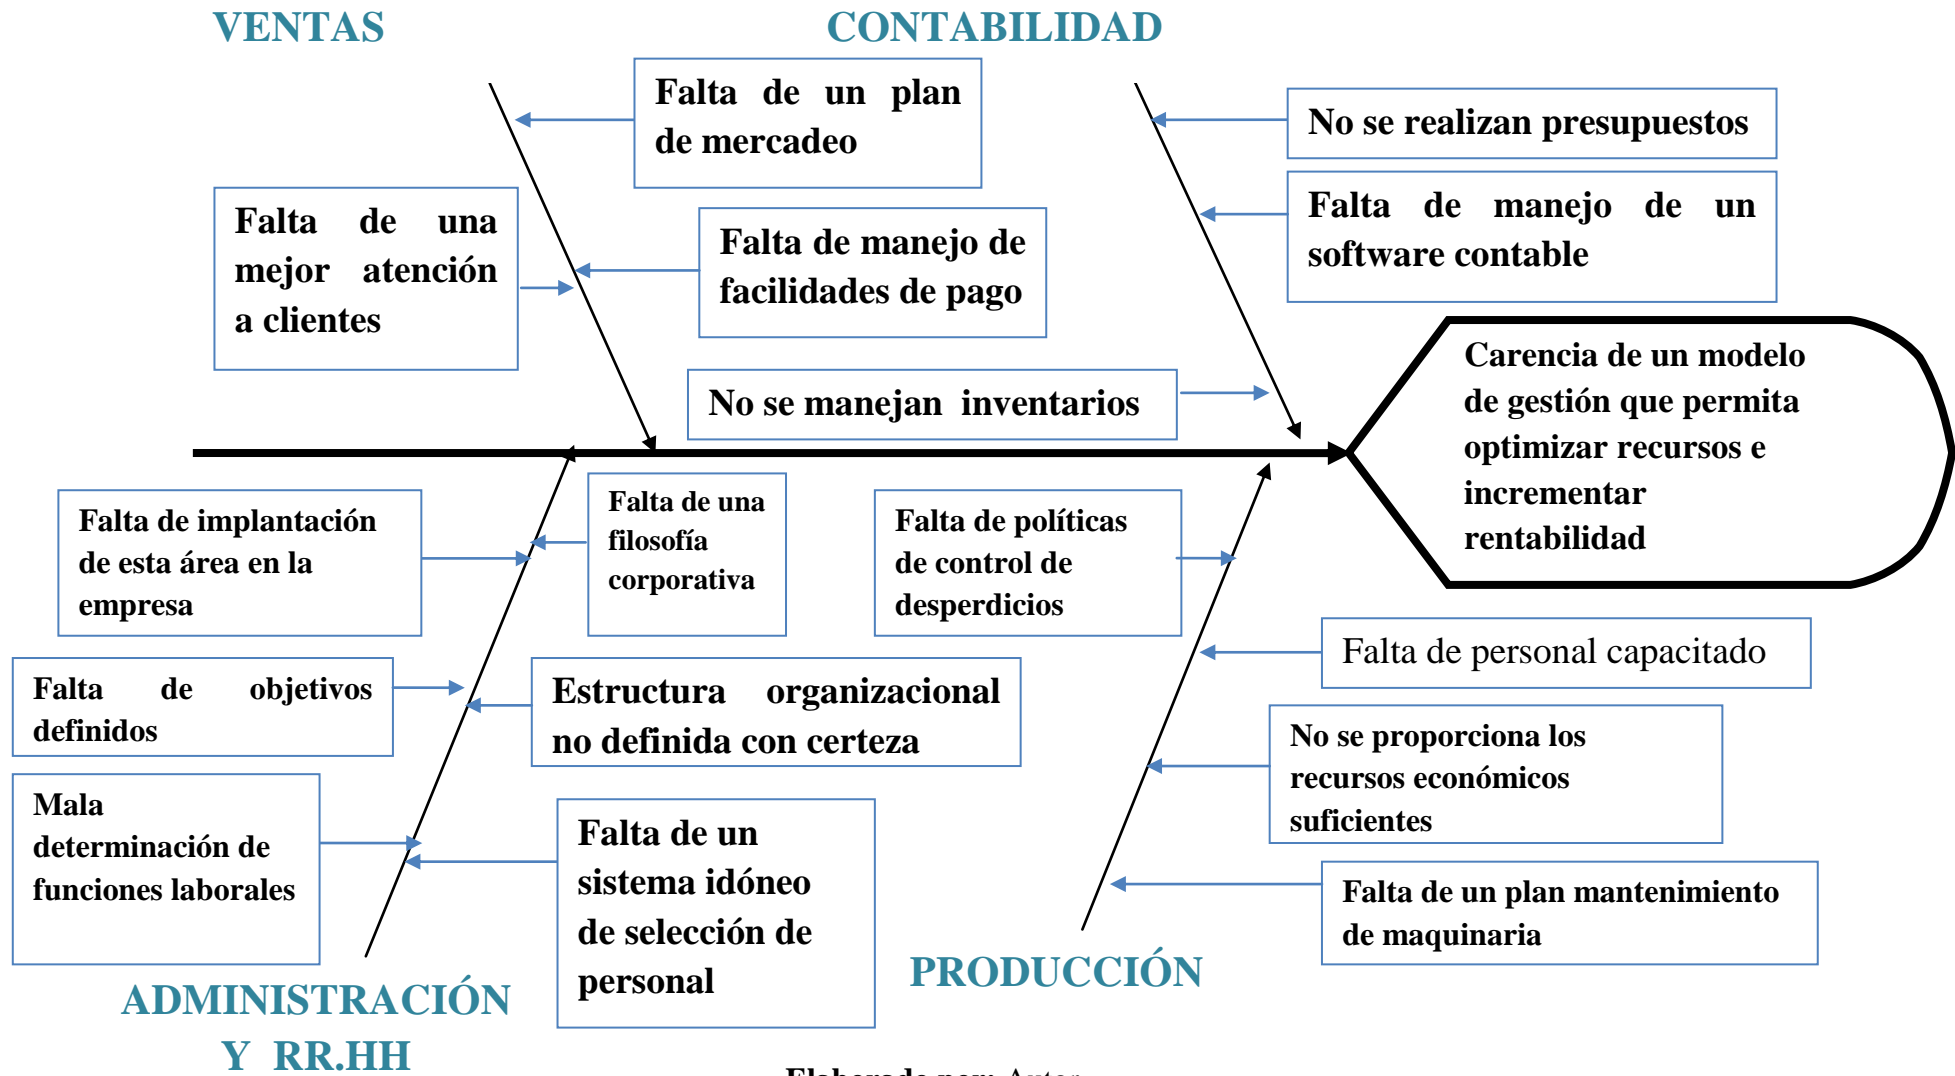 VENTAS
CONTABILIDAD
Falta de un plan
de mercadeo
No se realizan presupuestos
Falta de una
mejor atención
a clientes
Falta de manejo de
facilidades de pago
Falta de manejo de un
software contable
No se manejan inventarios
Carencia de un modelo
de gestión que permita
optimizar recursos e
incrementar
rentabilidad
Falta de implantación
de esta área en la
empresa
Falta de una
filosofía
corporativa
Falta de políticas
de control de
desperdicios
Falta de personal capacitado
Falta de objetivos
definidos
Estructura organizacional
no definida con certeza
No se proporciona los
recursos económicos
suficientes
Mala
determinación de
funciones laborales
Falta de un
sistema idóneo
de selección de
personal
Falta de un plan mantenimiento
de maquinaria
PRODUCCIÓN
ADMINISTRACIÓN
Y RR.HH
Elaborado por: Autor